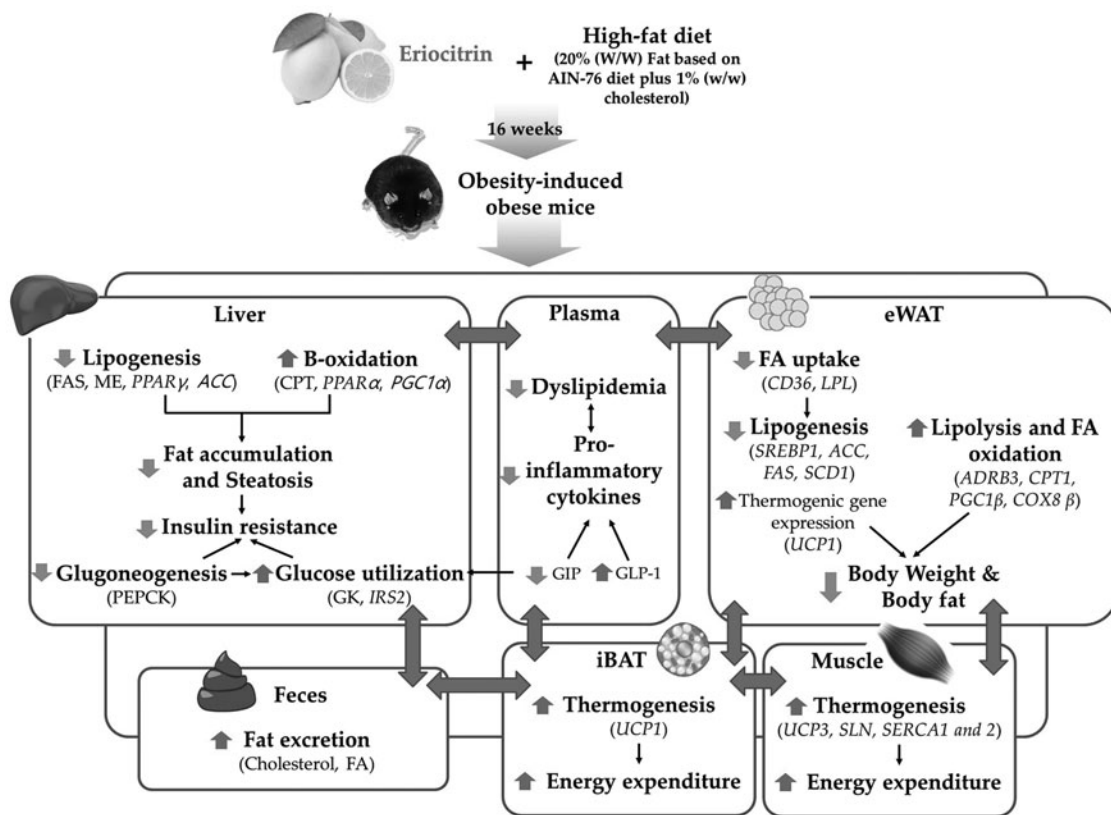 Eriocitrin
+
High-fat diet
(20% (W/W) Fat based on
AIN-76 diet plus 1% (w/w)
cholesterol)
16 weeks
Obesity-induced
obese mice
Liver
Lipogenesis
(FAS, ME, PPARγ, ACC)
B-oxidation
(CPT, PPARα, PGC1α)
Fat accumulation
and Steatosis
Insulin resistance
Glugoneogenesis
(PEPCK)
Glucose utilization
(GK, IRS2)
Plasma
Dyslipidemia
Pro-
inflammatory
cytokines
GIP
GLP-1
eWAT
FA uptake
(CD36, LPL)
Lipogenesis
(SREBP1, ACC,
FAS, SCD1)
Thermogenic gene
expression
(UCP1)
Lipolysis and FA
oxidation
(ADRB3, CPT1,
PGC1β, COX8 β)
Body Weight &
Body fat
Feces
Fat excretion
(Cholesterol, FA)
iBAT
Thermogenesis
(UCP1)
Energy expenditure
Muscle
Thermogenesis
(UCP3, SLN, SERCA1 and 2)
Energy expenditure